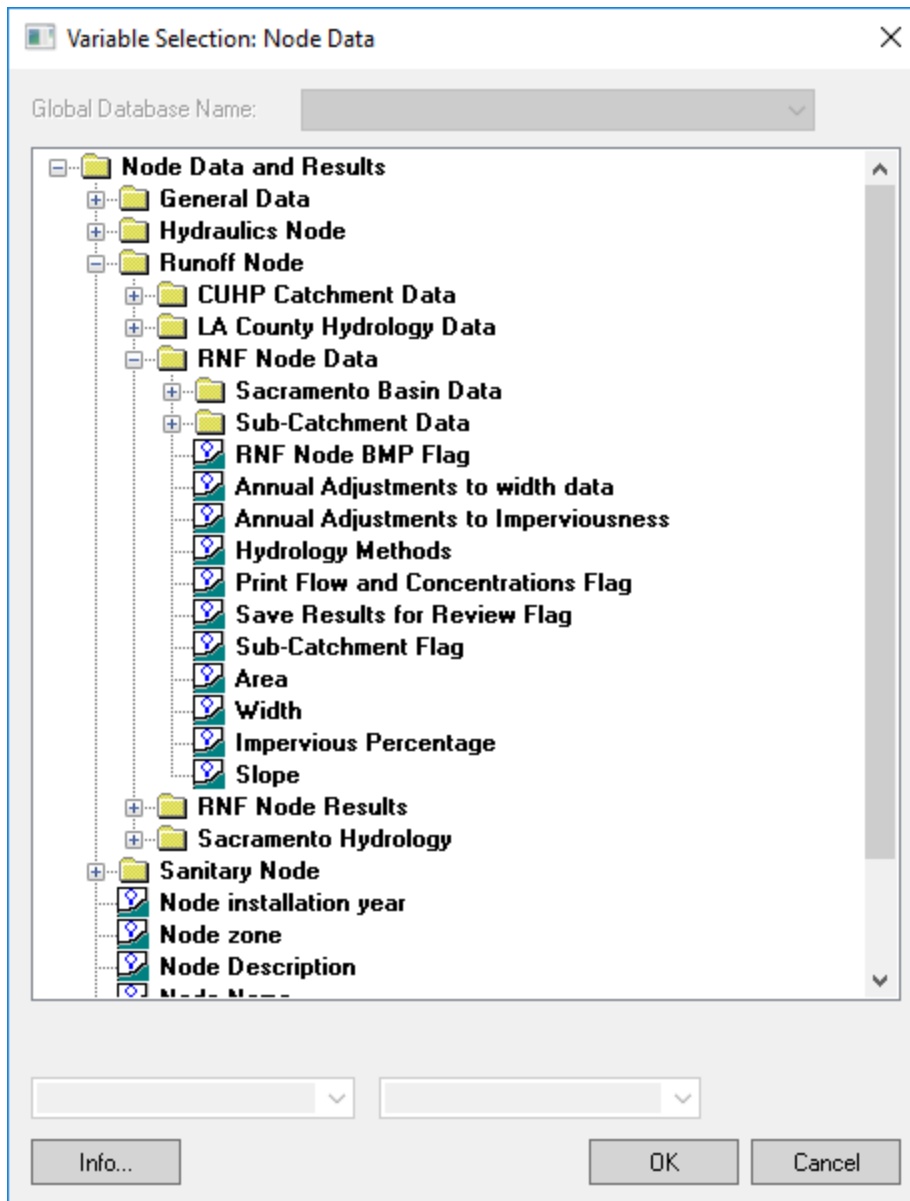 Variable Selection: Node Data
Global Database Name:
Node Data and Results
General Data
Hydraulics Node
Runoff Node
CUHP Catchment Data
LA County Hydrology Data
RNF Node Data
Sacramento Basin Data
Sub-Catchment Data
RNF Node BMP Flag
Annual Adjustments to width data
Annual Adjustments to Imperviousness
Hydrology Methods
Print Flow and Concentrations Flag
Save Results for Review Flag
Sub-Catchment Flag
Area
Width
Impervious Percentage
Slope
RNF Node Results
Sacramento Hydrology
Sanitary Node
Node installation year
Node zone
Node Description
Node Name
Info...
OK Cancel